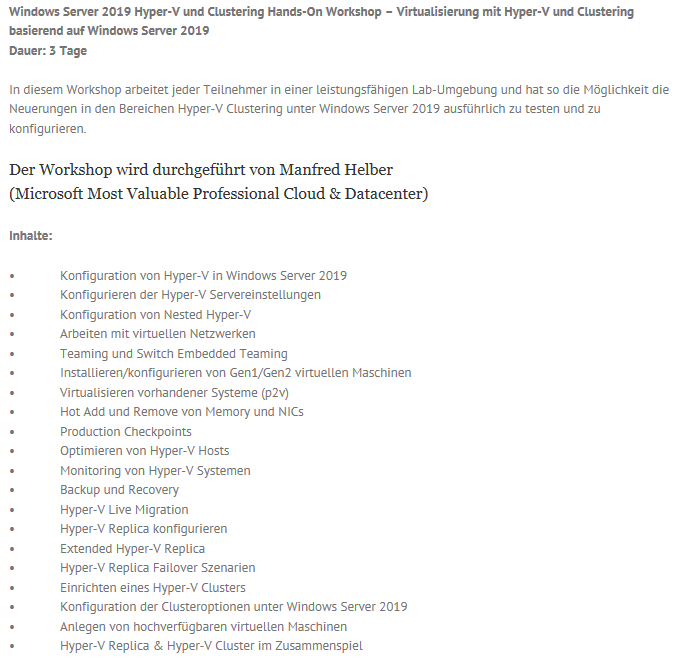 Windows Server 2019 Hyper-V und Clustering Hands-On Workshop – Virtualisierung mit Hyper-V und Clustering
basierend auf Windows Server 2019
Dauer: 3 Tage
In diesem Workshop arbeitet jeder Teilnehmer in einer leistungsfähigen Lab-Umgebung und hat so die Möglichkeit die
Neuerungen in den Bereichen Hyper-V Clustering unter Windows Server 2019 ausführlich zu testen und zu
konfigurieren.
Der Workshop wird durchgeführt von Manfred Helber
(Microsoft Most Valuable Professional Cloud & Datacenter)
Inhalte:
• Konfiguration von Hyper-V in Windows Server 2019
• Konfigurieren der Hyper-V Servereinstellungen
• Konfiguration von Nested Hyper-V
• Arbeiten mit virtuellen Netzwerken
• Teaming und Switch Embedded Teaming
• Installieren/konfigurieren von Gen1/Gen2 virtuellen Maschinen
• Virtualisieren vorhandener Systeme (p2v)
• Hot Add und Remove von Memory und NICs
• Production Checkpoints
• Optimieren von Hyper-V Hosts
• Monitoring von Hyper-V Systemen
• Backup und Recovery
• Hyper-V Live Migration
• Hyper-V Replica konfigurieren
• Extended Hyper-V Replica
• Hyper-V Replica Failover Szenarien
• Einrichten eines Hyper-V Clusters
• Konfiguration der Clusteroptionen unter Windows Server 2019
• Anlegen von hochverfügbaren virtuellen Maschinen
• Hyper-V Replica & Hyper-V Cluster im Zusammenspiel